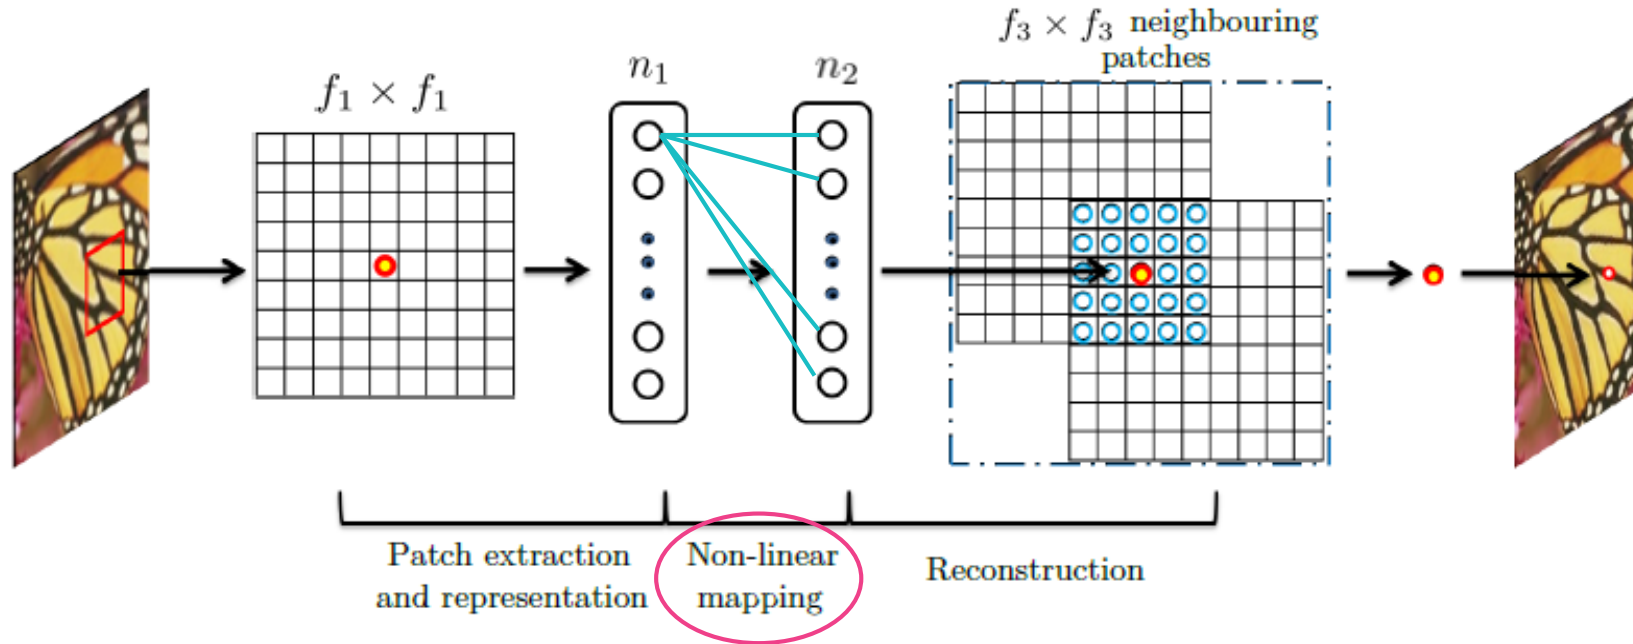 f₃ × f₃ neighbouring
patches
f₁ × f₁
n₁
n₂
Patch extraction
and representation
Non-linear
mapping
Reconstruction